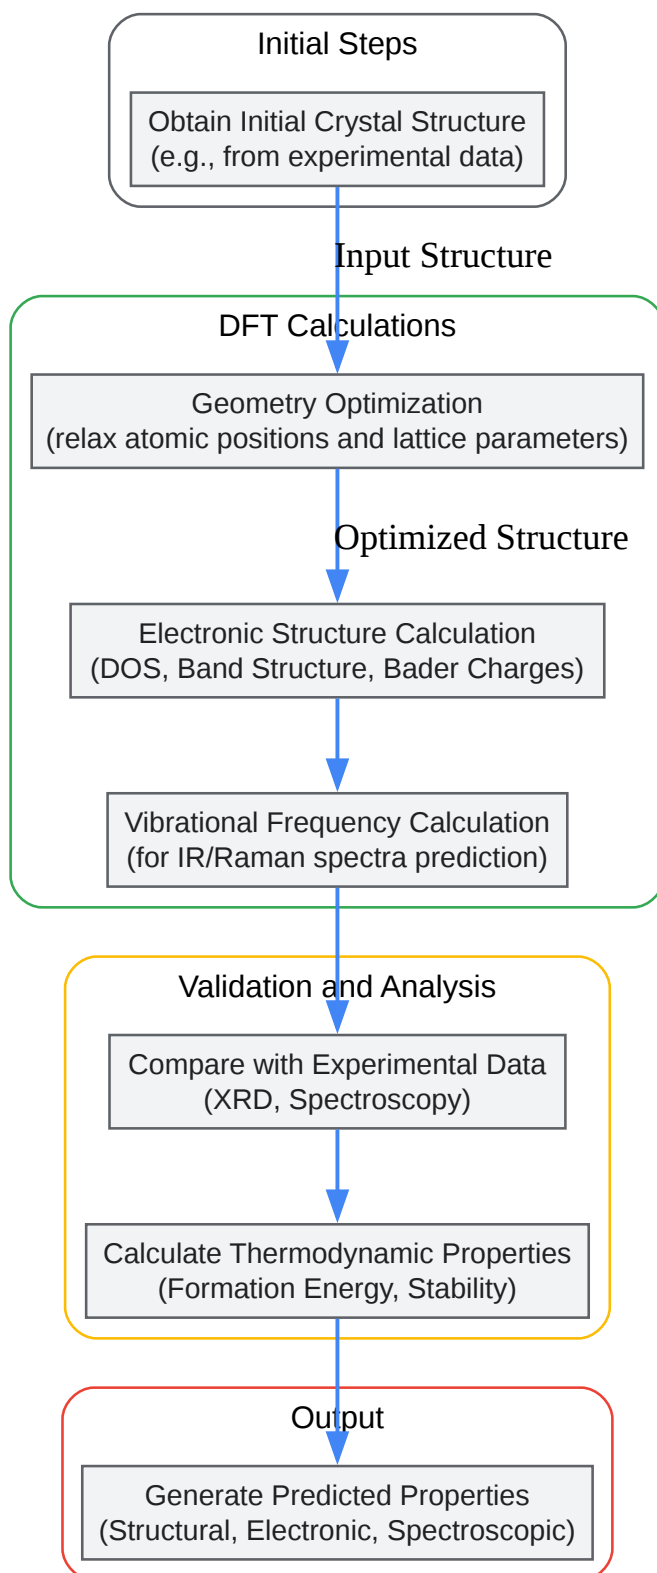 Initial Steps
Obtain Initial Crystal Structure
(e.g., from experimental data)
Input Structure
DFT Calculations
Geometry Optimization
(relax atomic positions and lattice parameters)
Optimized Structure
Electronic Structure Calculation
(DOS, Band Structure, Bader Charges)
Vibrational Frequency Calculation
(for IR/Raman spectra prediction)
Validation and Analysis
Compare with Experimental Data
(XRD, Spectroscopy)
Calculate Thermodynamic Properties
(Formation Energy, Stability)
Output
Generate Predicted Properties
(Structural, Electronic, Spectroscopic)